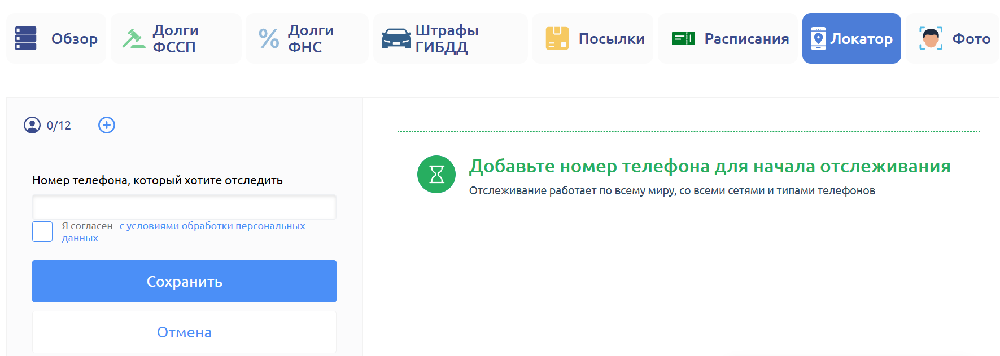 Обзор
Долги
ФССП
Долги
ФНС
Штрафы
ГИБДД
Посылки
Расписания
Локатор
Фото
0/12
Номер телефона, который хотите отследить
Я согласен с условиями обработки персональных
данных
Сохранить
Отмена
Добавьте номер телефона для начала отслеживания
Отслеживание работает по всему миру, со всеми сетями и типами телефонов